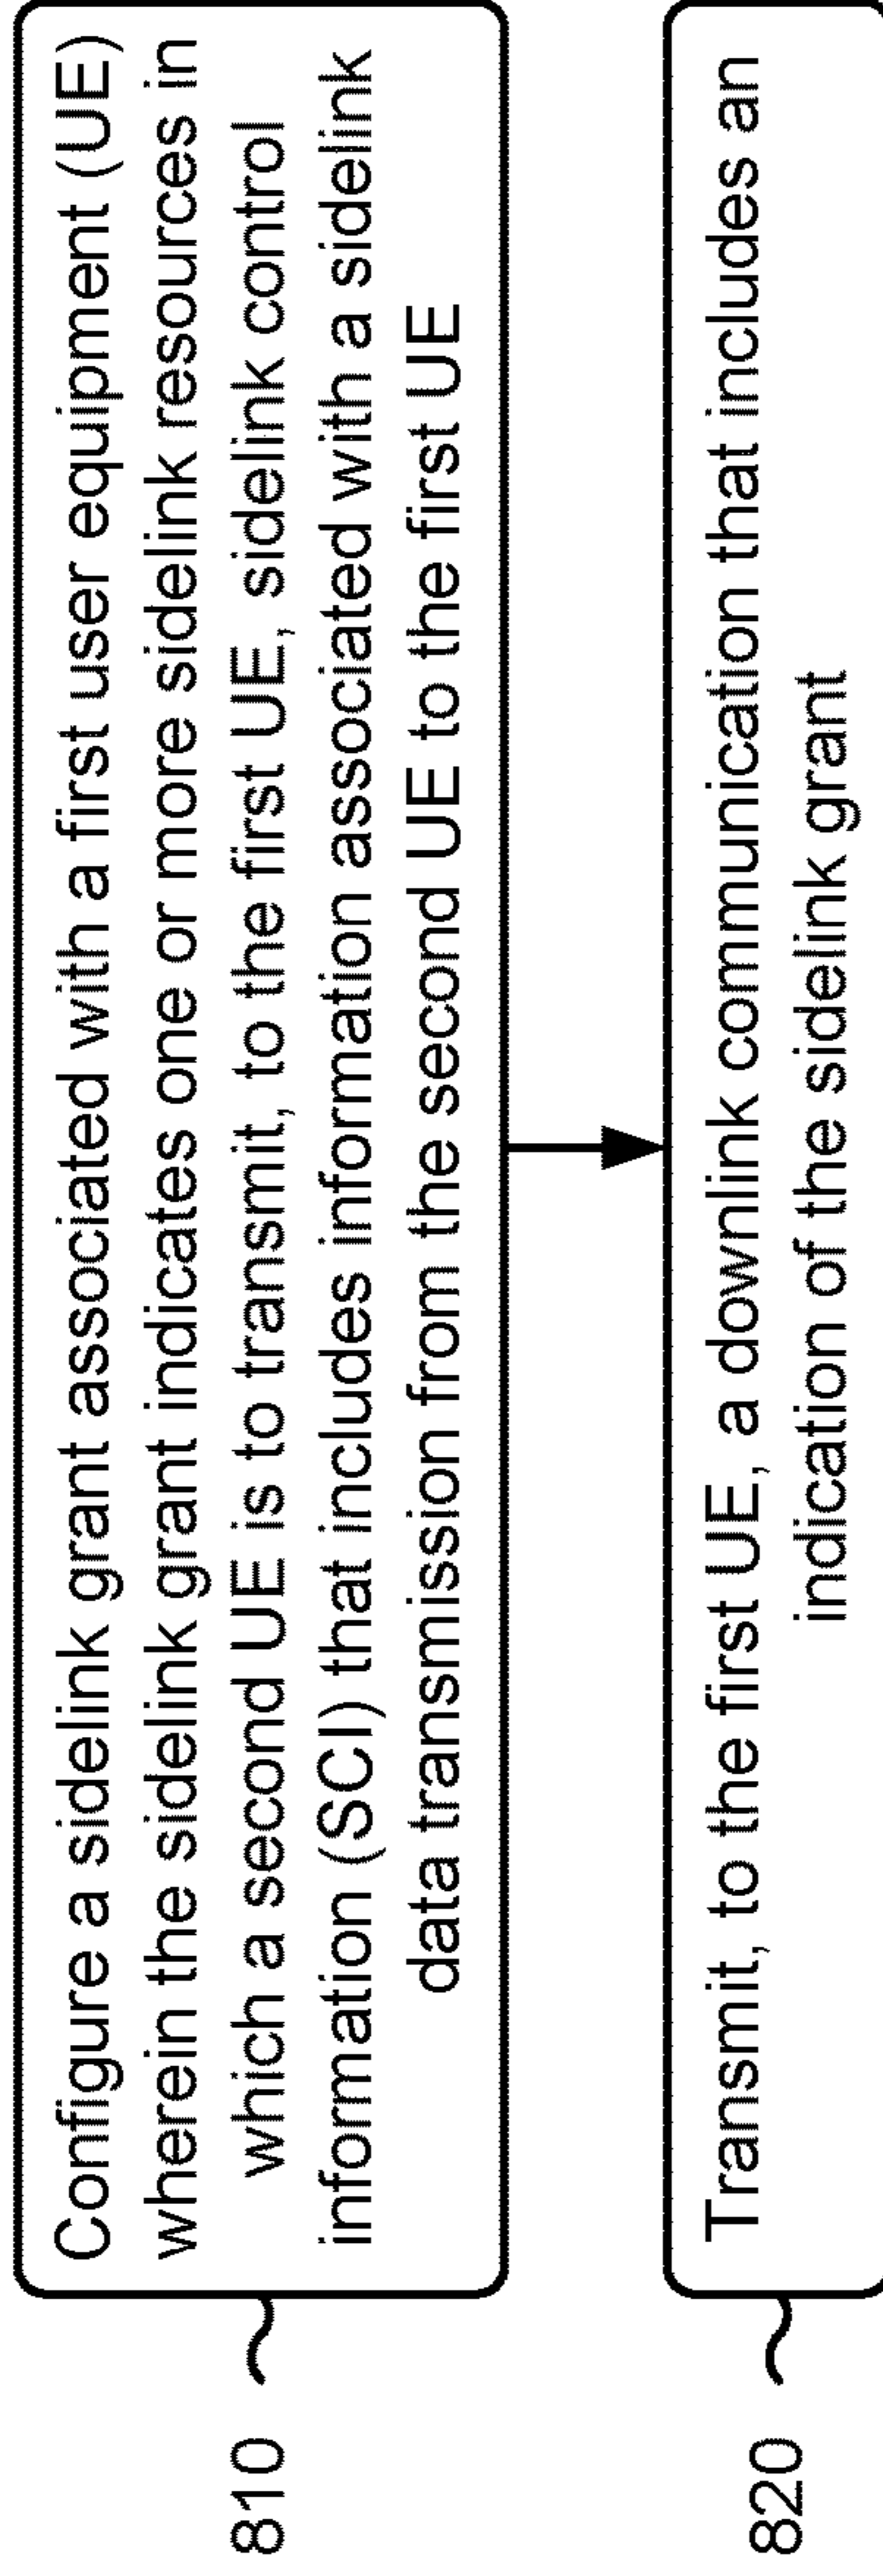 810
Configure a sidelink grant associated with a first user equipment (UE)
wherein the sidelink grant indicates one or more sidelink resources in
which a second UE is to transmit, to the first UE, sidelink control
information (SCI) that includes information associated with a sidelink
data transmission from the second UE to the first UE
820
Transmit, to the first UE, a downlink communication that includes an
indication of the sidelink grant